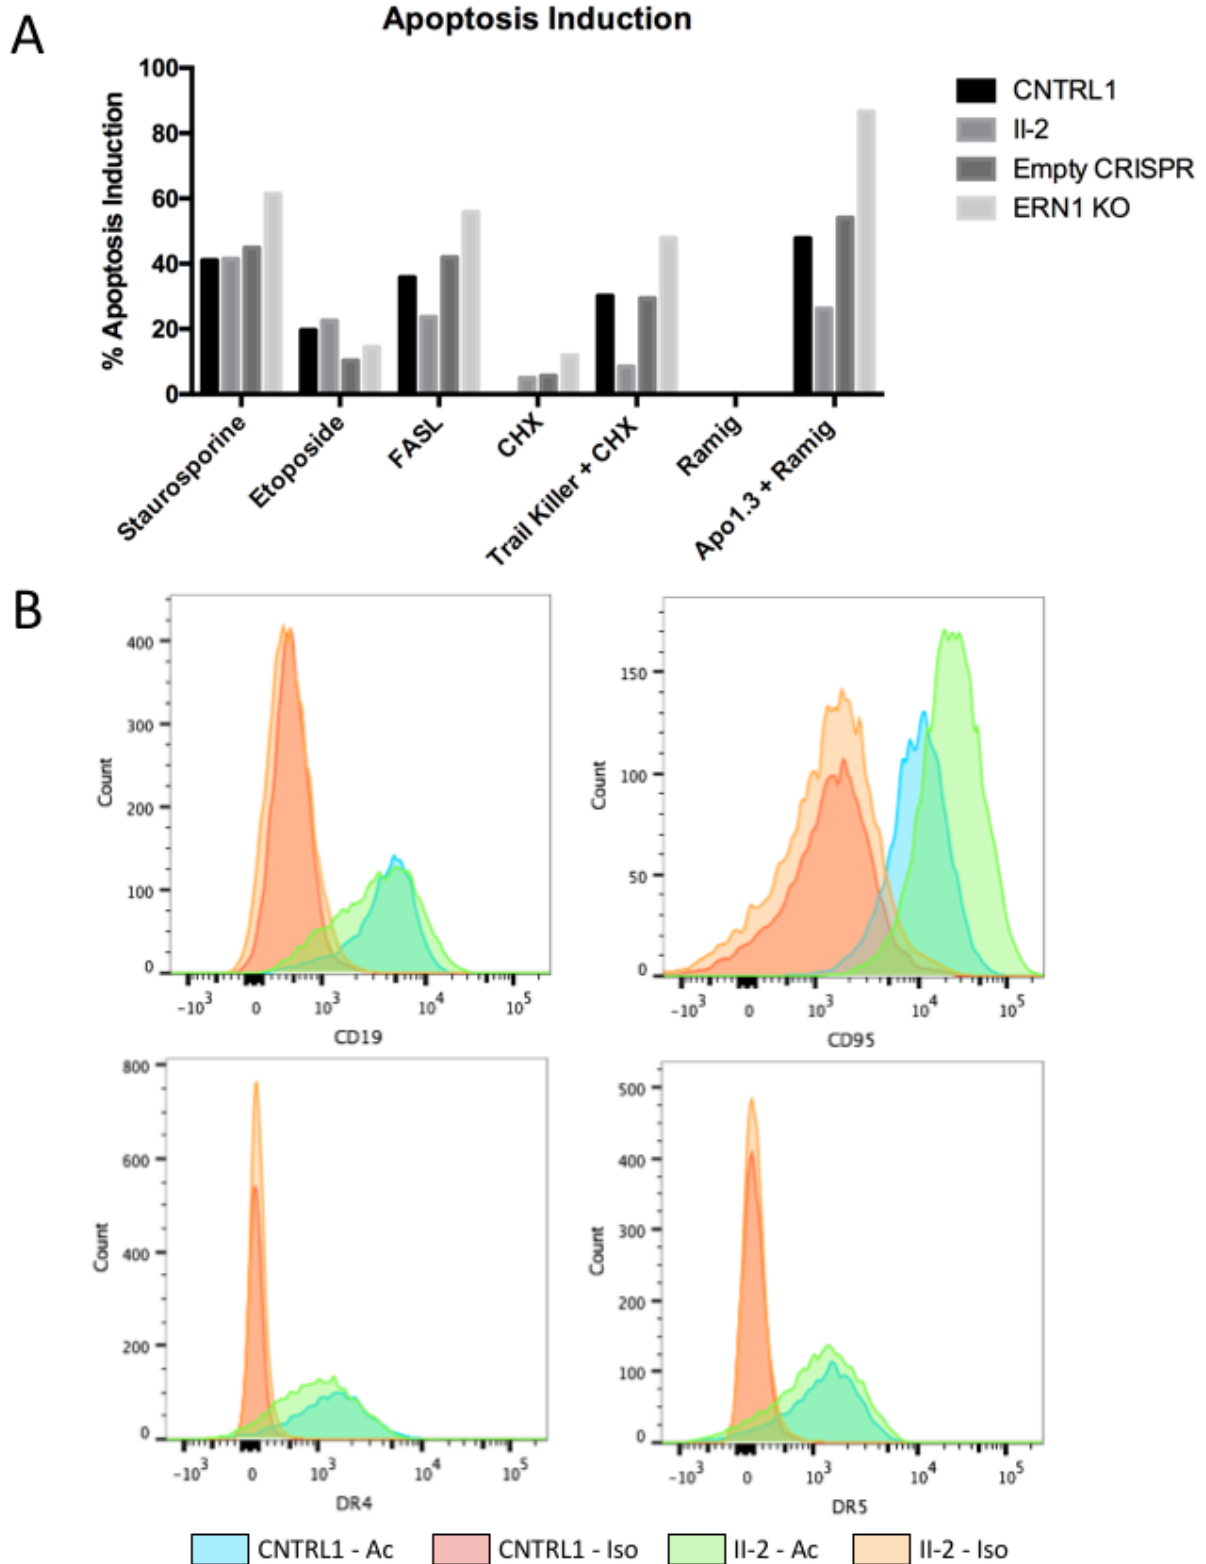 A
Apoptosis Induction
% Apoptosis Induction
100
80
60
40
20
0
Staurosporine
Etoposide
FASL
CHX
Trail Killer + CHX
Ramig
Apo1.3 + Ramig
CNTRL1
Il-2
Empty CRISPR
ERN1 KO
B
Count
400
300
200
100
0
-10³ 0 10³ 10⁴ 10⁵
CD19
Count
150
100
50
0
-10³ 0 10³ 10⁴ 10⁵
CD95
Count
800
600
400
200
0
-10³ 0 10³ 10⁴ 10⁵
DR4
Count
500
400
300
200
100
0
-10³ 0 10³ 10⁴ 10⁵
DR5
CNTRL1 - Ac CNTRL1 - Iso Il-2 - Ac Il-2 - Iso